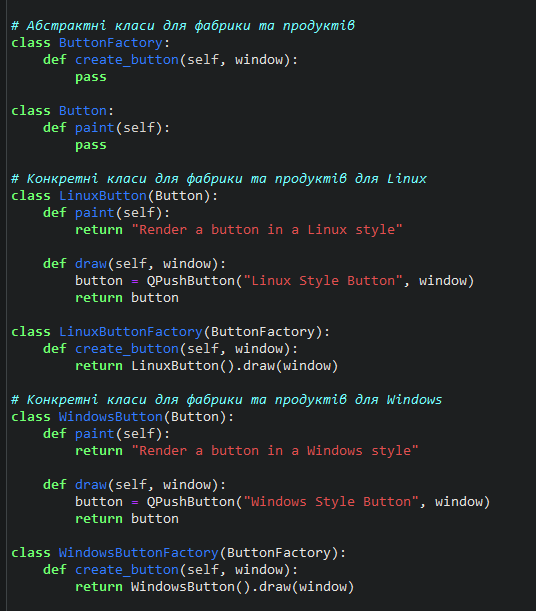 # Абстрактні класи для фабрики та продуктів
class ButtonFactory:
    def create_button(self, window):
        pass

class Button:
    def paint(self):
        pass

# Конкретні класи для фабрики та продуктів для Linux
class LinuxButton(Button):
    def paint(self):
        return "Render a button in a Linux style"

    def draw(self, window):
        button = QPushButton("Linux Style Button", window)
        return button

class LinuxButtonFactory(ButtonFactory):
    def create_button(self, window):
        return LinuxButton().draw(window)

# Конкретні класи для фабрики та продуктів для Windows
class WindowsButton(Button):
    def paint(self):
        return "Render a button in a Windows style"

    def draw(self, window):
        button = QPushButton("Windows Style Button", window)
        return button

class WindowsButtonFactory(ButtonFactory):
    def create_button(self, window):
        return WindowsButton().draw(window)